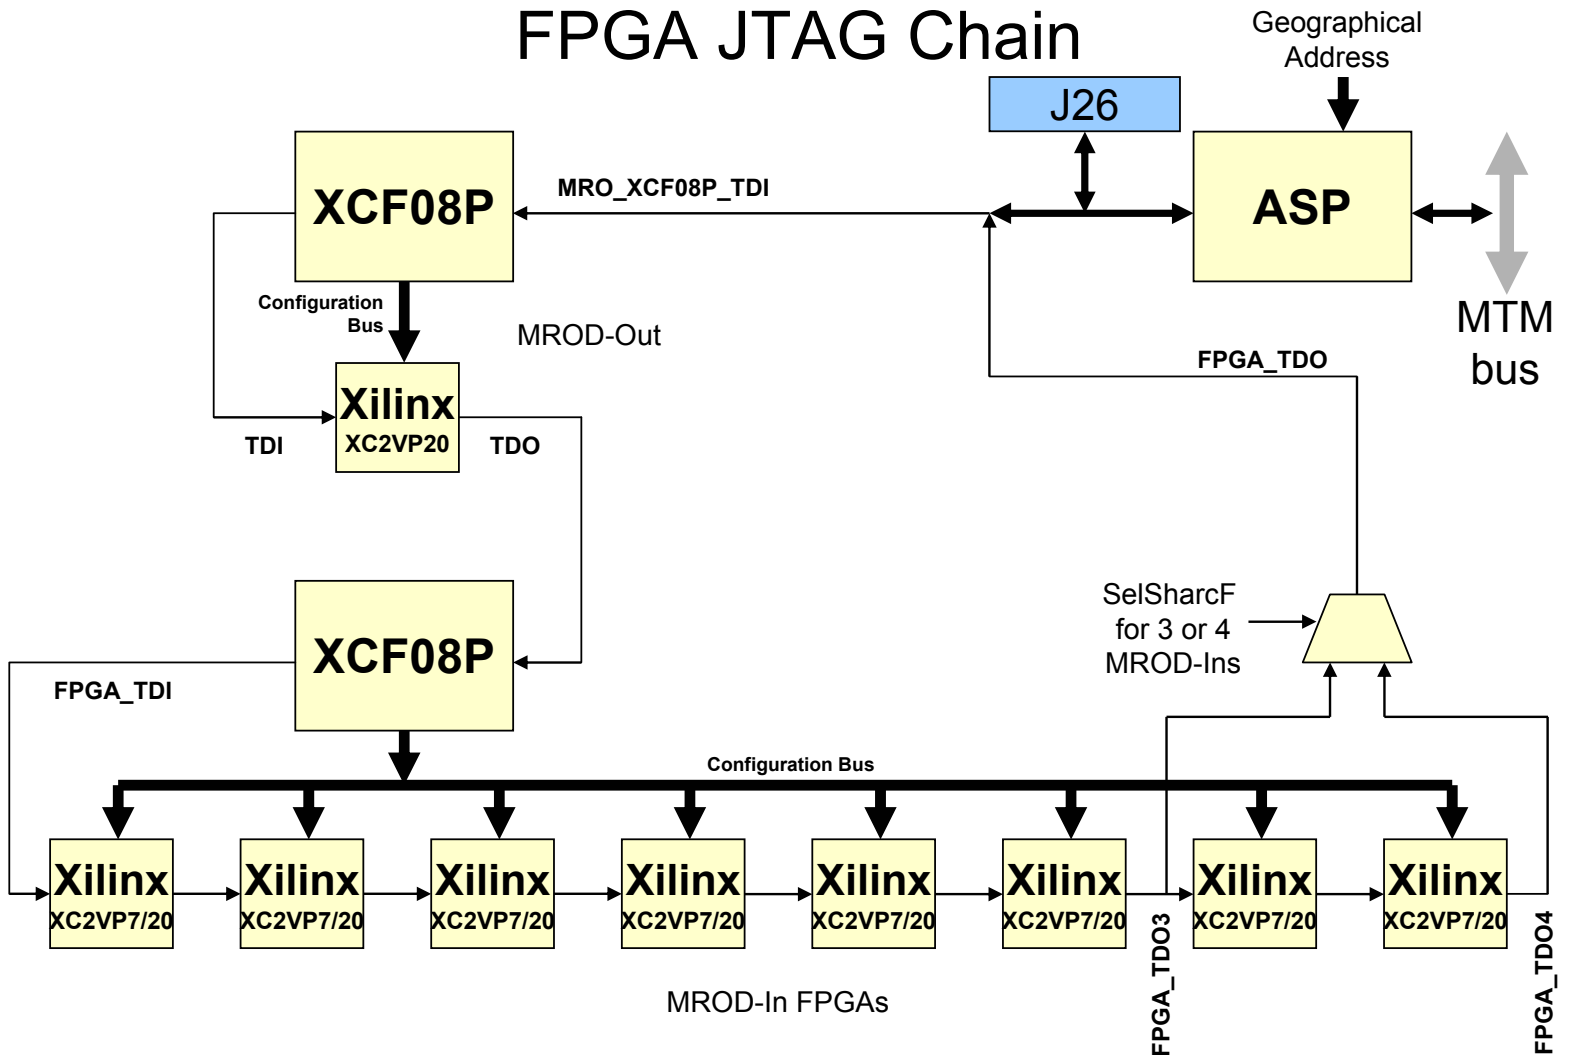 FPGA JTAG Chain
Geographical
Address
J26
XCF08P
MRO_XCF08P_TDI
ASP
Configuration
Bus
MROD-Out
MTM
bus
FPGA_TDO
Xilinx
XC2VP20
TDI
TDO
SelSharcF
for 3 or 4
MROD-Ins
XCF08P
FPGA_TDI
Configuration Bus
Xilinx
XC2VP7/20
Xilinx
XC2VP7/20
Xilinx
XC2VP7/20
Xilinx
XC2VP7/20
Xilinx
XC2VP7/20
Xilinx
XC2VP7/20
Xilinx
XC2VP7/20
Xilinx
XC2VP7/20
FPGA_TDO3
FPGA_TDO4
MROD-In FPGAs